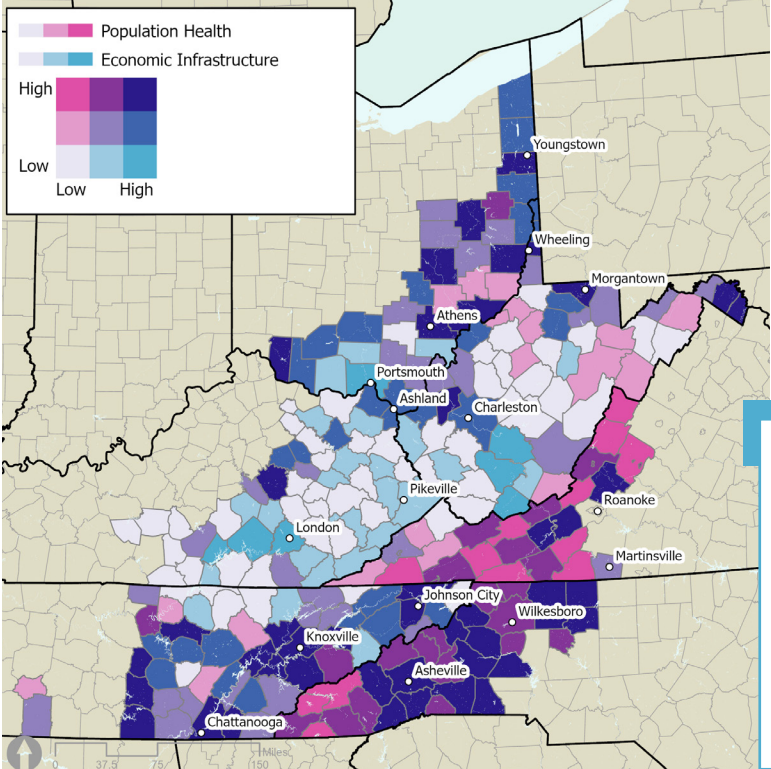 Population Health
Economic Infrastructure
High
Low
Low High
Youngstown
Wheeling
Morgantown
Athens
Portsmouth
Ashland
Charleston
Pikeville
Roanoke
London
Martinsville
Johnson City
Wilkesboro
Knoxville
Asheville
Chattanooga
Miles
0 37.5 75 150